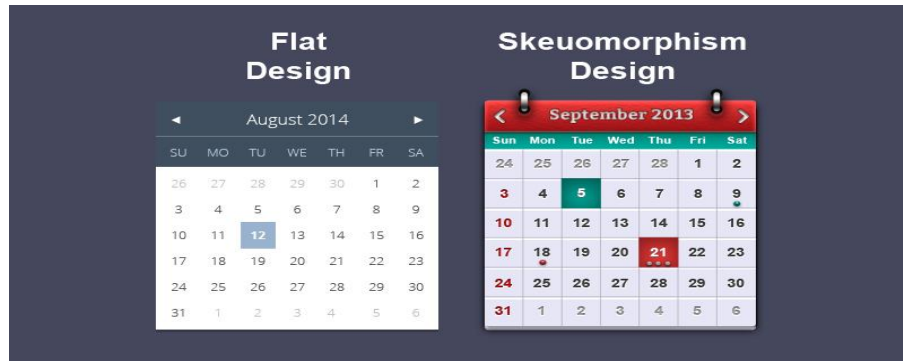 Flat
Design
◄ August 2014 ►
SU MO TU WE TH FR SA
26 27 28 29 30 1 2
3 4 5 6 7 8 9
10 11 12 13 14 15 16
17 18 19 20 21 22 23
24 25 26 27 28 29 30
31 1 2 3 4 5 6
Skeuomorphism
Design
< September 2013 >
Sun Mon Tue Wed Thu Fri Sat
24 25 26 27 28 1 2
3 4 5 6 7 8 9
10 11 12 13 14 15 16
17 18 19 20 21 22 23
24 25 26 27 28 29 30
31 1 2 3 4 5 6